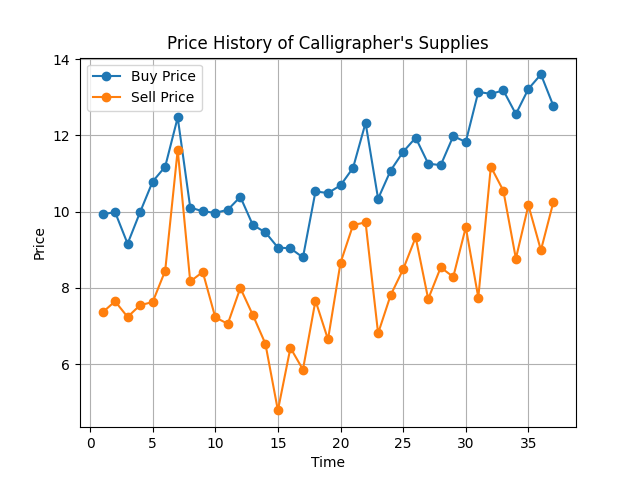 Price History of Calligrapher's Supplies
Buy Price
Sell Price
Price
14
12
10
8
6
0 5 10 15 20 25 30 35
Time